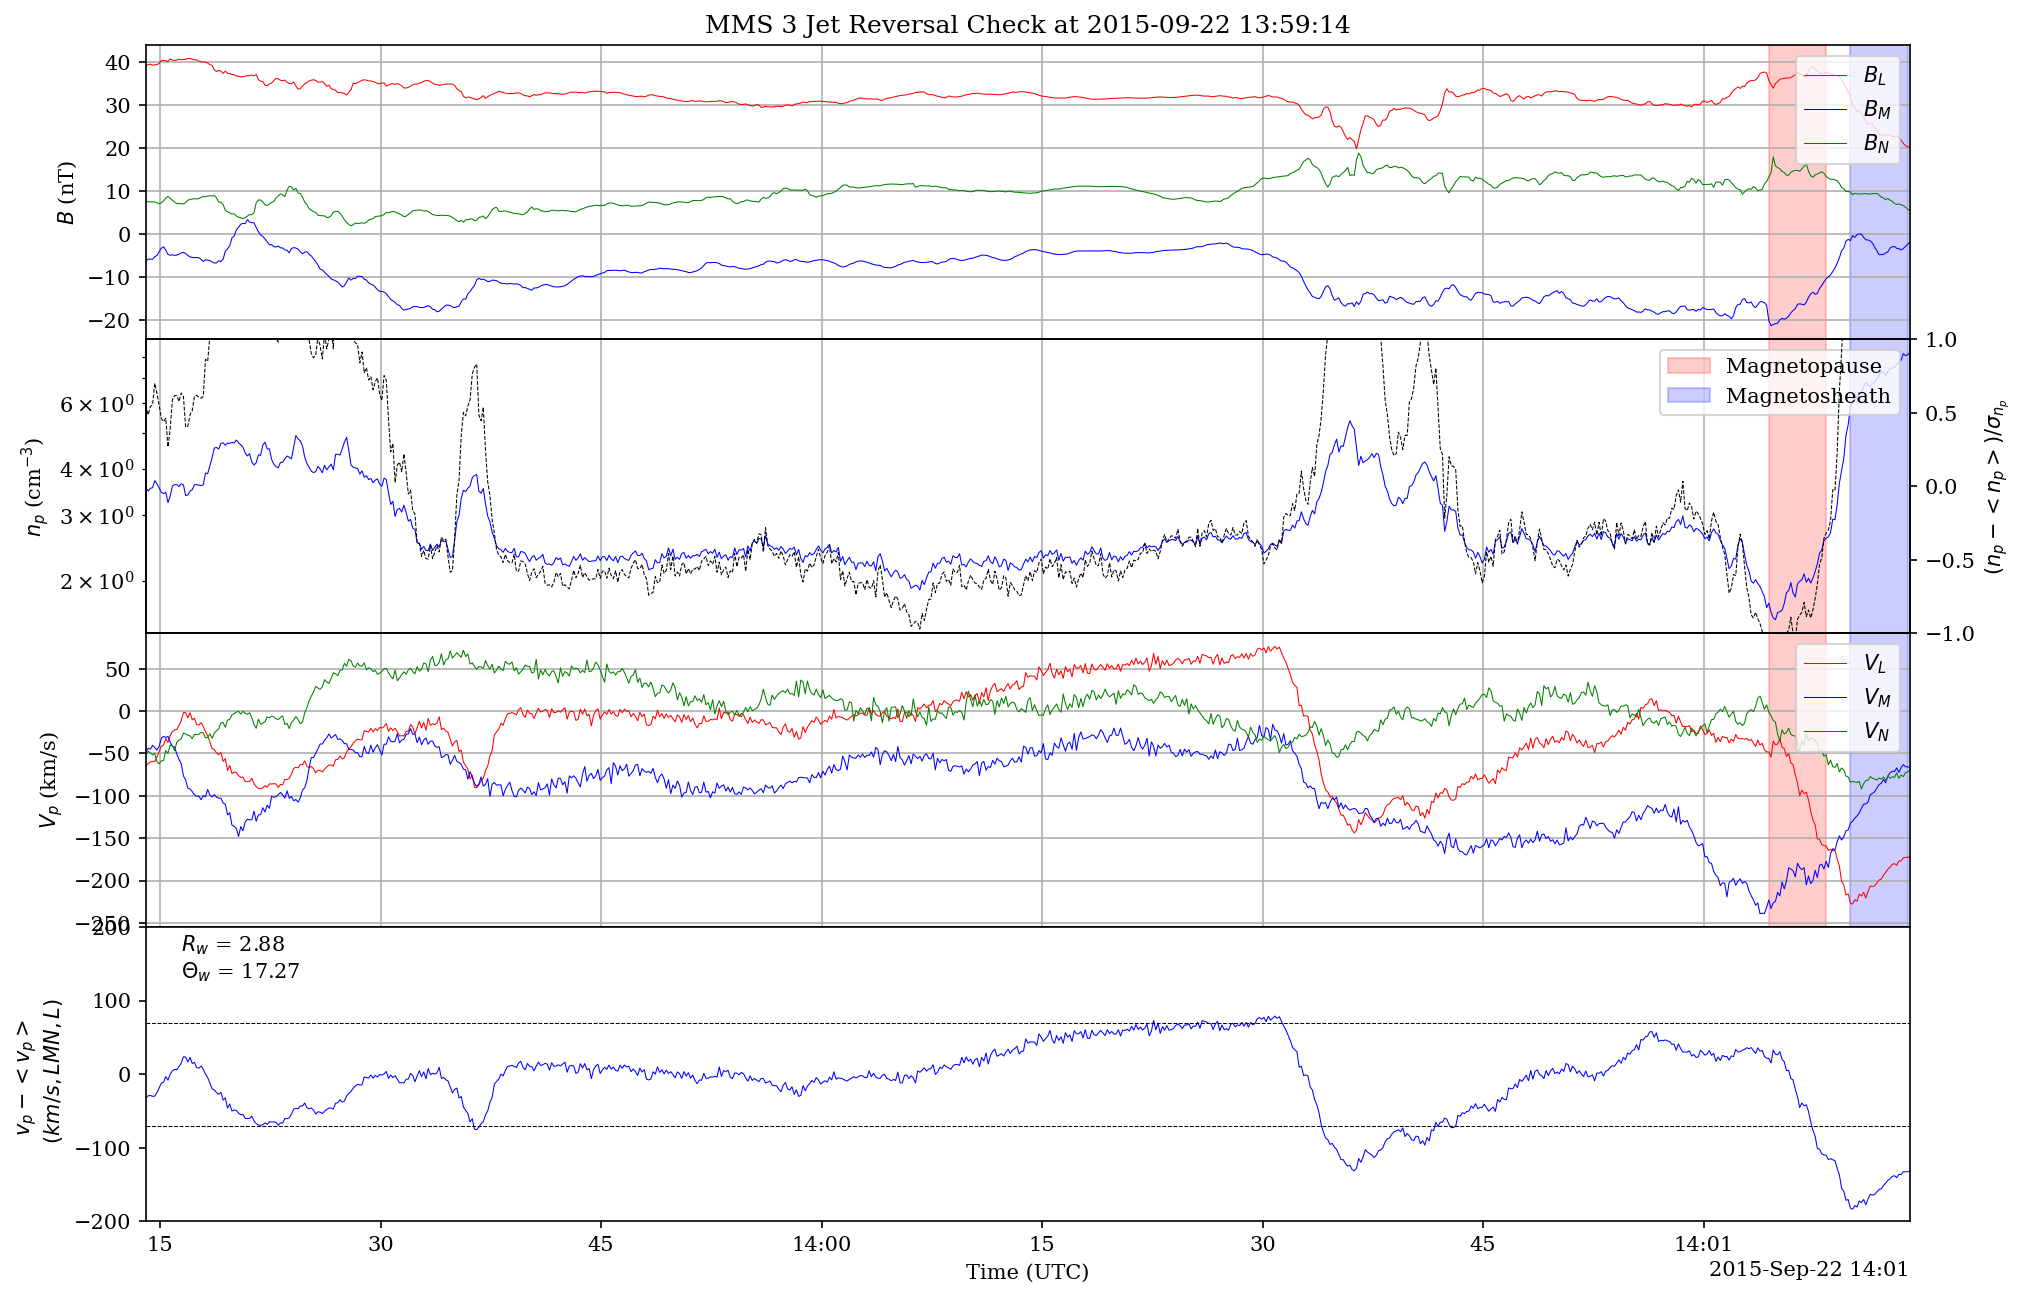 MMS 3 Jet Reversal Check at 2015-09-22 13:59:14
40
30
20
10
0
−10
−20
B (nT)
B_L
B_M
B_N
6 × 10^0
4 × 10^0
3 × 10^0
2 × 10^0
n_p (cm^−3)
Magnetopause
Magnetosheath
1.0
0.5
0.0
−0.5
−1.0
(n_p − < n_p >)/σ_{n_p}
50
0
−50
−100
−150
−200
−250
V_p (km/s)
V_L
V_M
V_N
200
100
0
−100
−200
v_p − < v_p >
(km/s, LMN, L)
R_w = 2.88
Θ_w = 17.27
15 30 45 14:00 15 30 45 14:01
Time (UTC)
2015-Sep-22 14:01